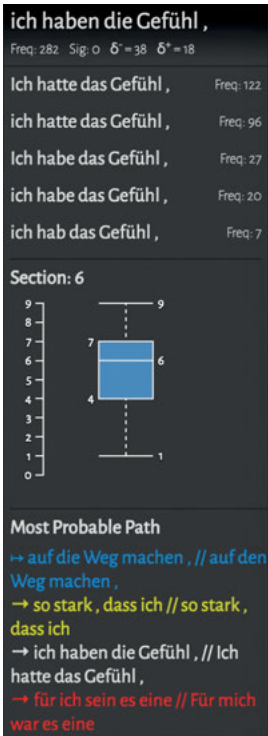 ich haben die Gefühl ,
Freq: 282 Sig: 0 δ⁻=38 δ⁺=18
Ich hatte das Gefühl , Freq: 122
ich hatte das Gefühl , Freq: 96
Ich habe das Gefühl , Freq: 27
ich habe das Gefühl , Freq: 20
ich hab das Gefühl , Freq: 7
Section: 6
9
8
7
6
5
4
3
2
1
0
9
7
6
4
1
Most Probable Path
↦ auf die Weg machen , // auf den
Weg machen ,
→ so stark , dass ich // so stark ,
dass ich
→ ich haben die Gefühl , // Ich
hatte das Gefühl ,
→ für ich sein es eine // Für mich
war es eine